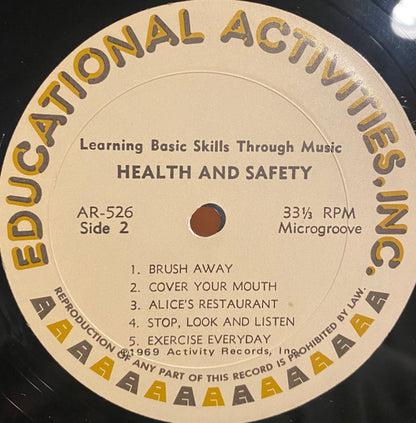 EDUCATIONAL ACTIVITIES, INC.
Learning Basic Skills Through Music
HEALTH AND SAFETY
AR-526
Side 2
33⅓ RPM
Microgroove
1. BRUSH AWAY
2. COVER YOUR MOUTH
3. ALICE'S RESTAURANT
4. STOP, LOOK AND LISTEN
5. EXERCISE EVERYDAY
©1969 Activity Records, Inc.
REPRODUCTION OF ANY PART OF THIS RECORD IS PROHIBITED BY LAW.